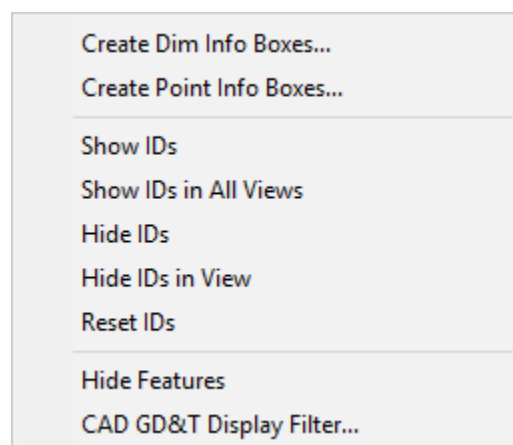 Create Dim Info Boxes...
Create Point Info Boxes...
Show IDs
Show IDs in All Views
Hide IDs
Hide IDs in View
Reset IDs
Hide Features
CAD GD&T Display Filter...